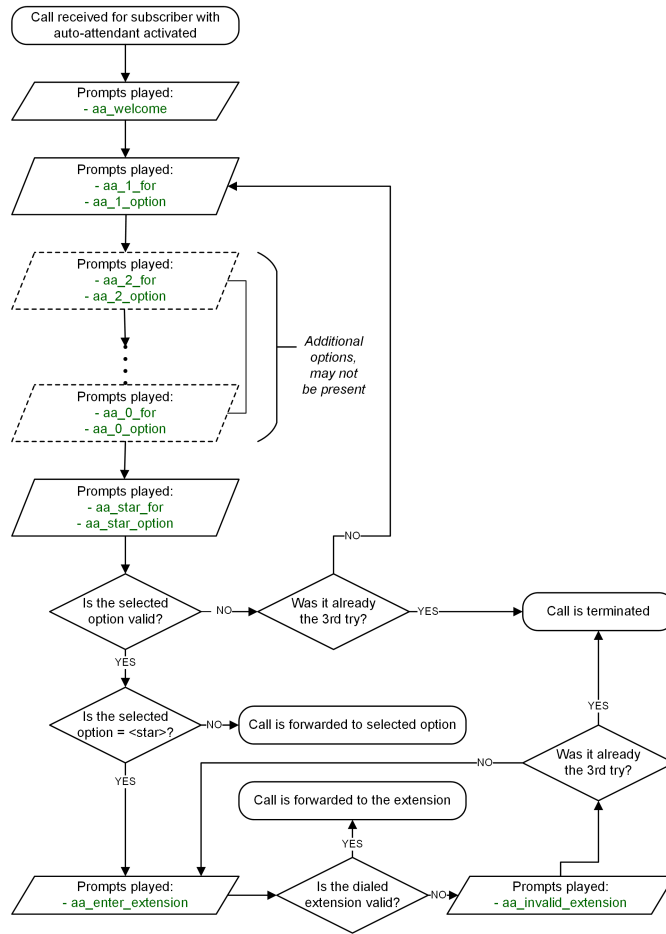 Call received for subscriber with
auto-attendant activated
Prompts played:
- aa_welcome
Prompts played:
- aa_1_for
- aa_1_option
Prompts played:
- aa_2_for
- aa_2_option
Additional
options,
may not
be present
Prompts played:
- aa_0_for
- aa_0_option
Prompts played:
- aa_star_for
- aa_star_option
NO
Is the selected
option valid?
NO
Was it already
the 3rd try?
YES
Call is terminated
YES
Is the selected
option = <star>?
NO
Call is forwarded to selected option
YES
Was it already
the 3rd try?
NO
YES
Call is forwarded to the extension
YES
Prompts played:
- aa_enter_extension
Is the dialed
extension valid?
NO
Prompts played:
- aa_invalid_extension